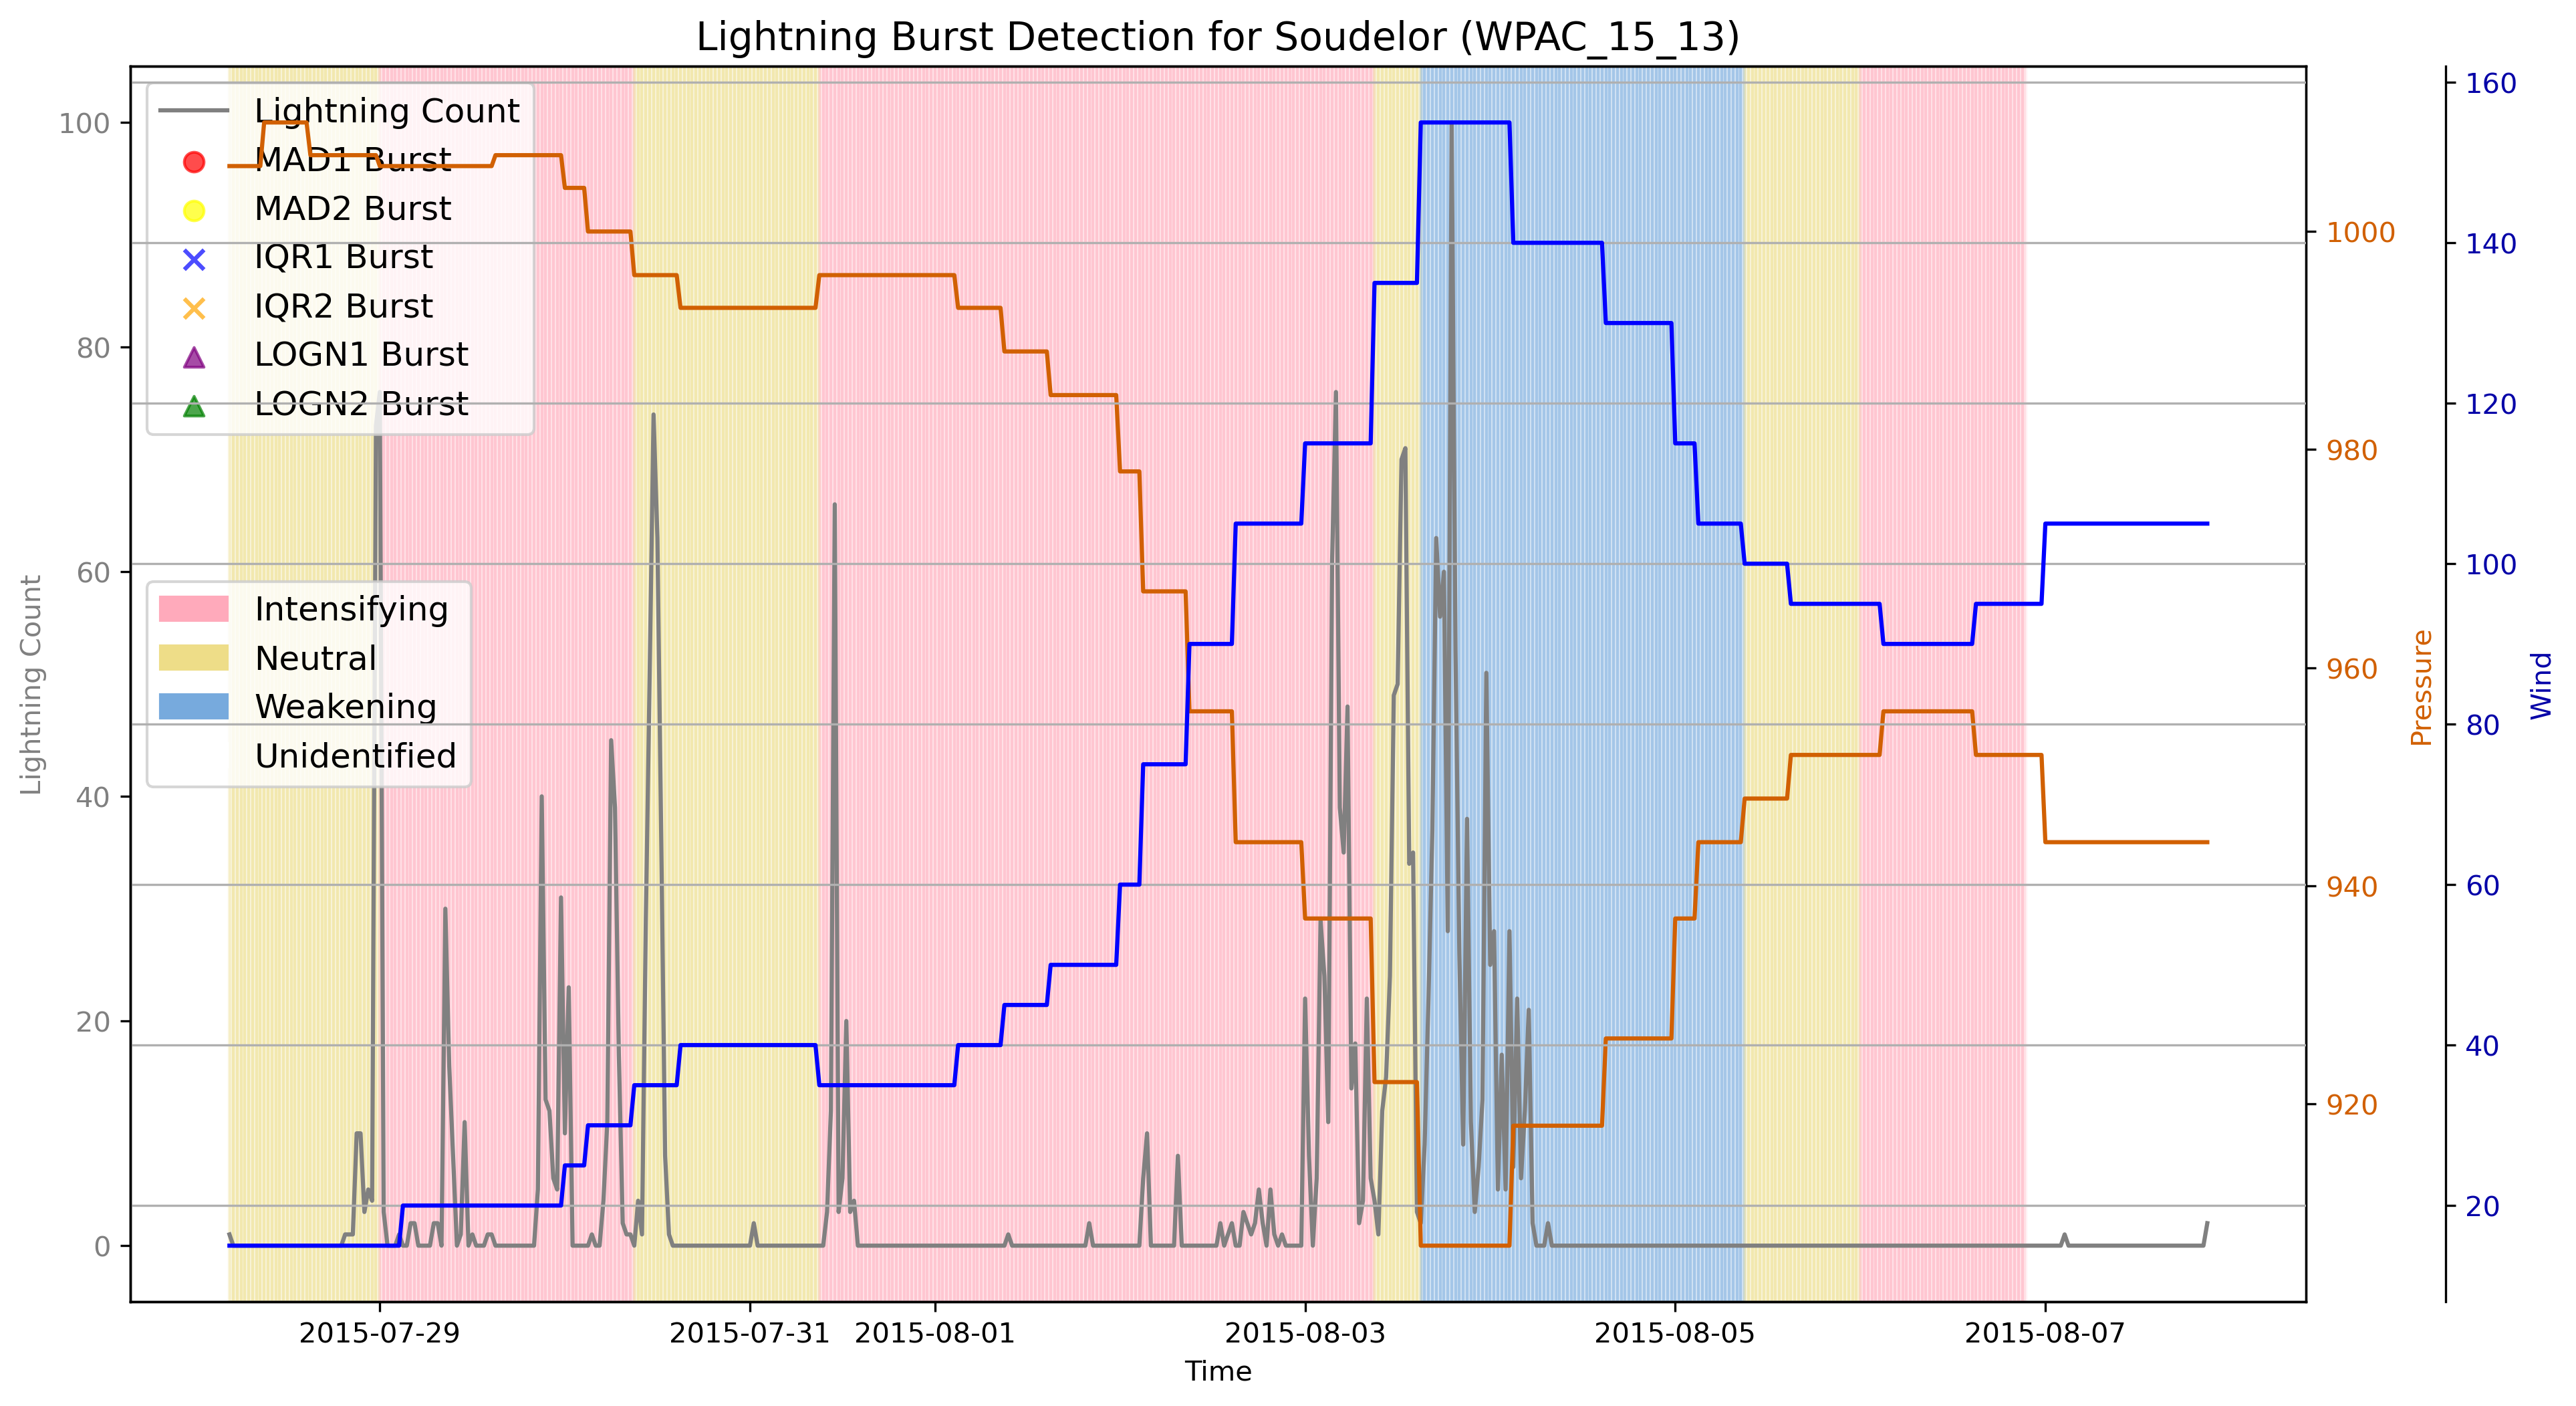 Lightning Burst Detection for Soudelor (WPAC_15_13)
Lightning Count
MAD1 Burst
MAD2 Burst
IQR1 Burst
IQR2 Burst
LOGN1 Burst
LOGN2 Burst
Intensifying
Neutral
Weakening
Unidentified
Lightning Count
100
80
60
40
20
0
1000
980
960
940
920
Pressure
160
140
120
100
80
60
40
20
Wind
2015-07-29 2015-07-31 2015-08-01 2015-08-03 2015-08-05 2015-08-07
Time